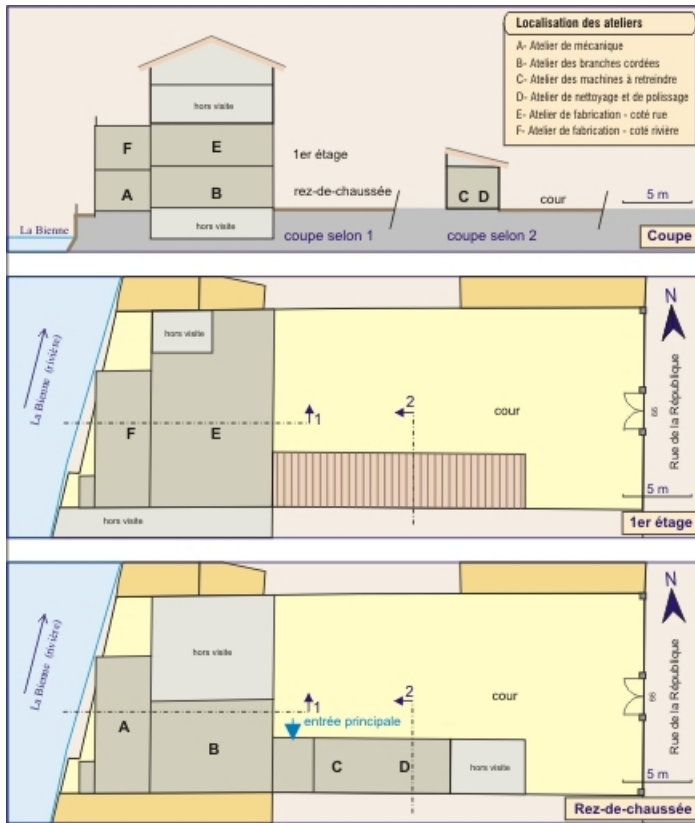 Localisation des ateliers
A- Atelier de mécanique
B- Atelier des branches cordées
C- Atelier des machines à retreindre
D- Atelier de nettoyage et de polissage
E- Atelier de fabrication - coté rue
F- Atelier de fabrication - coté rivière
hors visite
F
E
1er étage
A
B
rez-de-chaussée
C D
cour
5 m
La Bienne
hors visite
coupe selon 1
coupe selon 2
Coupe
La Bienne (rivière)
hors visite
N
F
E
1
2
cour
66
Rue de la République
5 m
hors visite
1er étage
La Bienne (rivière)
hors visite
N
A
B
1
2
entrée principale
cour
66
Rue de la République
C
D
hors visite
5 m
Rez-de-chaussée